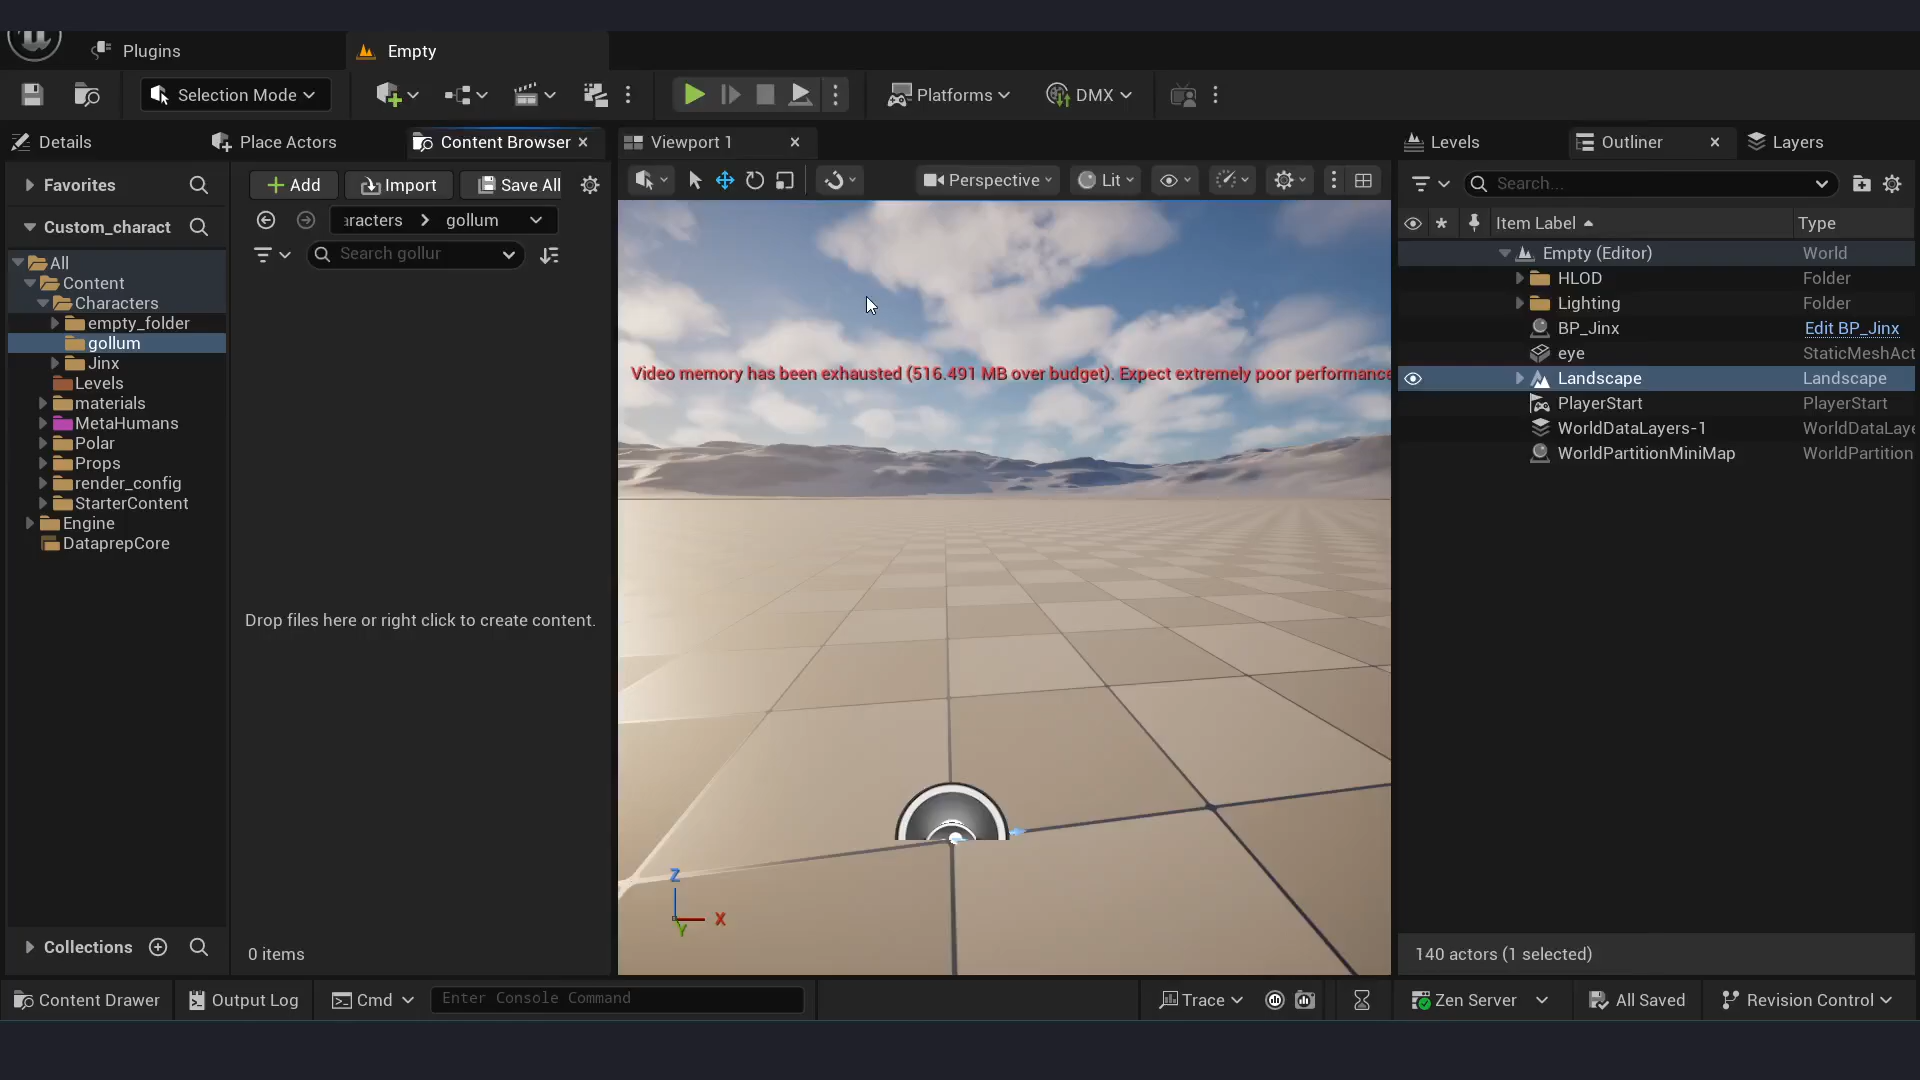 Plugins
Empty
Selection Mode
Platforms
DMX
Details
Place Actors
Content Browser
Viewport 1
Levels
Outliner
Layers
Favorites
Add
Import
Save All
Perspective
Lit
Search...
Custom_charact
aracters
gollum
Search gollur
Item Label
Type
All
Content
Characters
empty_folder
gollum
Jinx
Levels
materials
MetaHumans
Polar
Props
render_config
StarterContent
Engine
DataprepCore
Drop files here or right click to create content.
Video memory has been exhausted (516.491 MB over budget). Expect extremely poor performance
Z
X
Y
Empty (Editor) World
HLOD Folder
Lighting Folder
BP_Jinx Edit BP_Jinx
eye StaticMeshAct
Landscape Landscape
PlayerStart PlayerStart
WorldDataLayers-1 WorldDataLaye
WorldPartitionMiniMap WorldPartition
Collections
0 items
140 actors (1 selected)
Content Drawer
Output Log
Cmd
Enter Console Command
Trace
Zen Server
All Saved
Revision Control